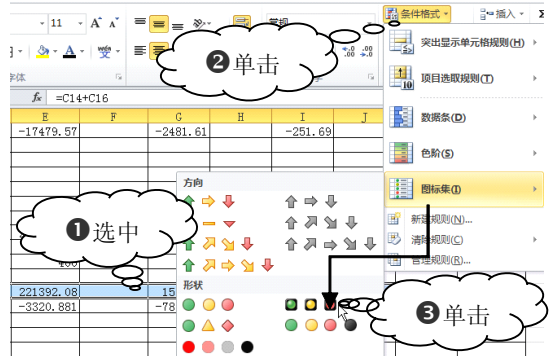 11 A A 常规 条件格式 插入
突出显示单元格规则(H)
❷单击
.00
字体
项目选取规则(T)
fx =C14+C16
E F G H I J
数据条(D)
-17479.57 -2481.61 -251.69
色阶(S)
方向
图标集(I)
❶选中
新建规则(N)...
清除规则(C)
管理规则(R)...
形状
221392.08 15
-3320.881 -78
❸单击